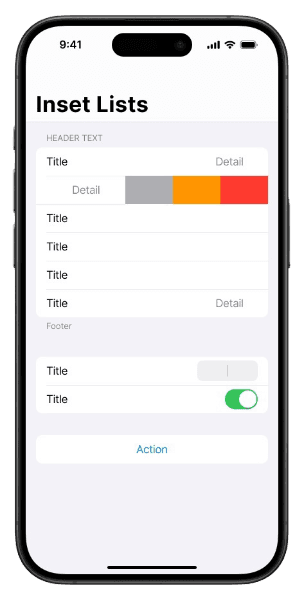 9:41
Inset Lists
HEADER TEXT
Title Detail
Detail
Title
Title
Title
Title Detail
Footer
Title
Title
Action